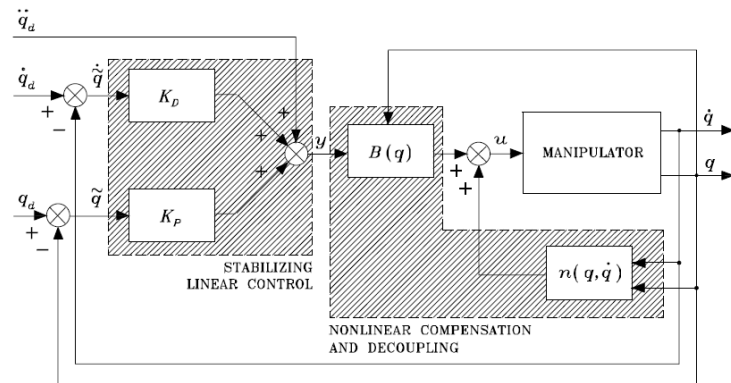 q̈_d
q̇_d
+
−
q̃̇
K_D
+
+
+
y
B(q)
+
+
u
MANIPULATOR
q̇
q
q_d
+
−
q̃
K_P
STABILIZING
LINEAR CONTROL
n(q, q̇)
NONLINEAR COMPENSATION
AND DECOUPLING